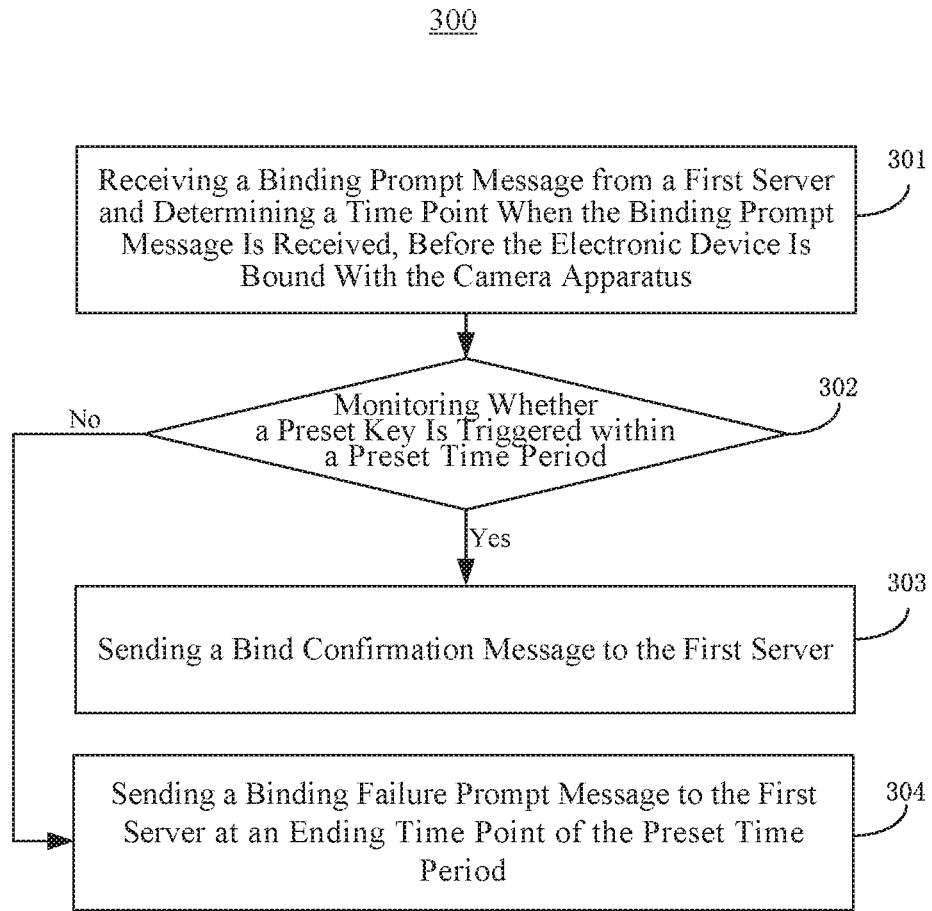 300
Receiving a Binding Prompt Message from a First Server
and Determining a Time Point When the Binding Prompt
Message Is Received, Before the Electronic Device Is
Bound With the Camera Apparatus
301
Monitoring Whether
a Preset Key Is Triggered within
a Preset Time Period
302
No
Yes
Sending a Bind Confirmation Message to the First Server
303
Sending a Binding Failure Prompt Message to the First
Server at an Ending Time Point of the Preset Time
Period
304